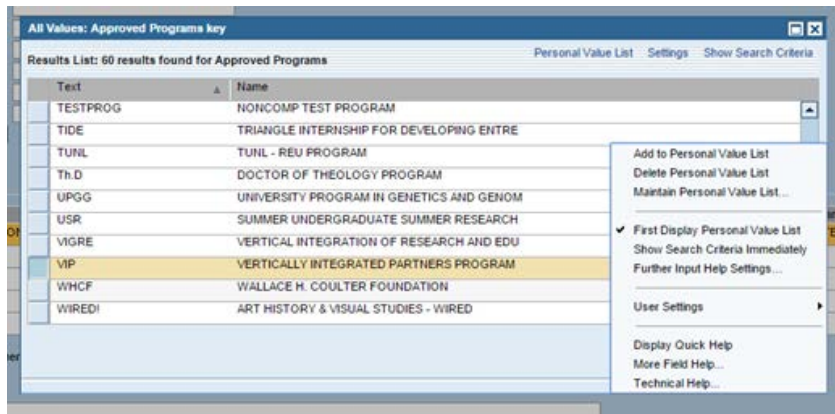 All Values: Approved Programs key
Results List: 60 results found for Approved Programs
Personal Value List Settings Show Search Criteria
Text Name
TESTPROG NONCOMP TEST PROGRAM
TIDE TRIANGLE INTERNSHIP FOR DEVELOPING ENTRE
TUNL TUNL - REU PROGRAM
Th.D DOCTOR OF THEOLOGY PROGRAM
UPGG UNIVERSITY PROGRAM IN GENETICS AND GENOM
USR SUMMER UNDERGRADUATE SUMMER RESEARCH
VIGRE VERTICAL INTEGRATION OF RESEARCH AND EDU
VIP VERTICALLY INTEGRATED PARTNERS PROGRAM
WHCF WALLACE H. COULTER FOUNDATION
WIRED! ART HISTORY & VISUAL STUDIES - WIRED
Add to Personal Value List
Delete Personal Value List
Maintain Personal Value List...
First Display Personal Value List
Show Search Criteria Immediately
Further Input Help Settings...
User Settings
Display Quick Help
More Field Help...
Technical Help...